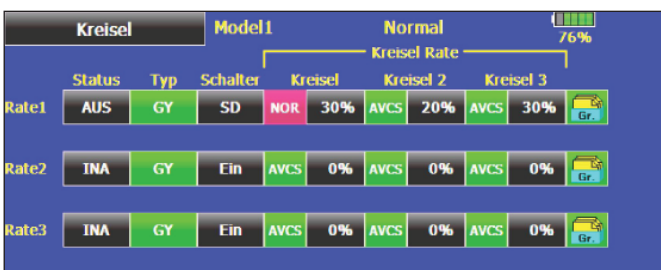 Kreisel Model1 Normal 76%
Kreisel Rate
Status Typ Schalter Kreisel Kreisel 2 Kreisel 3
Rate1 AUS GY SD NOR 30% AVCS 20% AVCS 30% Gr.
Rate2 INA GY Ein AVCS 0% AVCS 0% AVCS 0% Gr.
Rate3 INA GY Ein AVCS 0% AVCS 0% AVCS 0% Gr.